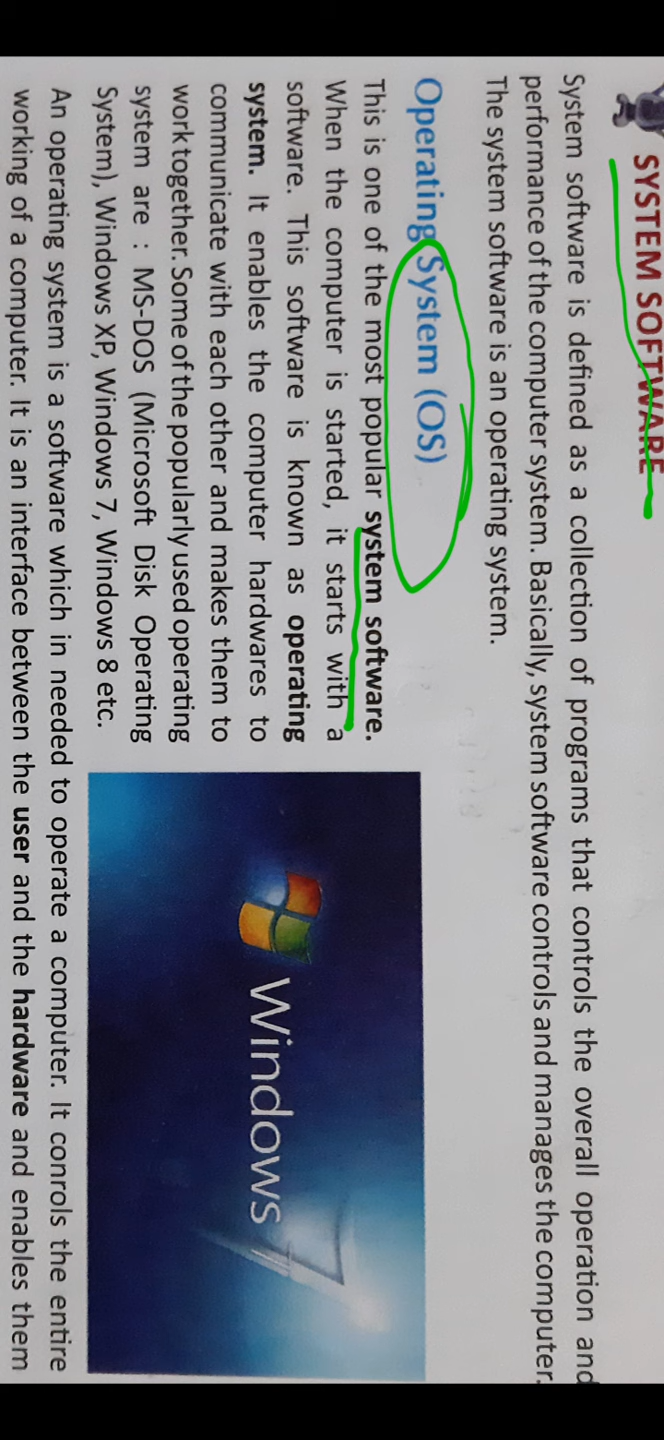 SYSTEM SOFTWARE
System software is defined as a collection of programs that controls the overall operation and
performance of the computer system. Basically, system software controls and manages the computer.
The system software is an operating system.
Operating System (OS)
This is one of the most popular system software.
When the computer is started, it starts with a
software. This software is known as operating
system. It enables the computer hardwares to
communicate with each other and makes them to
work together. Some of the popularly used operating
system are : MS-DOS (Microsoft Disk Operating
System), Windows XP, Windows 7, Windows 8 etc.
Windows 7
An operating system is a software which in needed to operate a computer. It conrols the entire
working of a computer. It is an interface between the user and the hardware and enables them